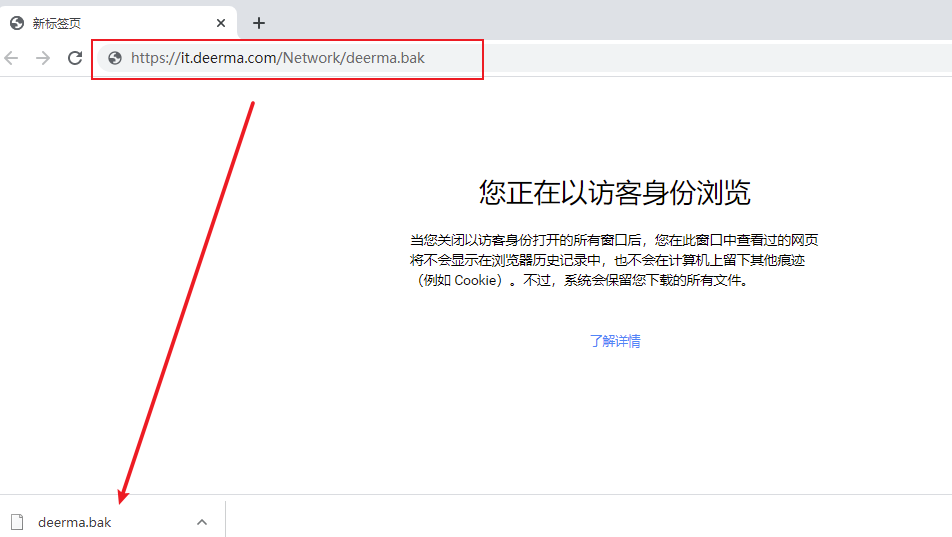 新标签页
https://it.deerma.com/Network/deerma.bak
您正在以访客身份浏览
当您关闭以访客身份打开的所有窗口后，您在此窗口中查看过的网页
将不会显示在浏览器历史记录中，也不会在计算机上留下其他痕迹
（例如 Cookie）。不过，系统会保留您下载的所有文件。
了解详情
deerma.bak